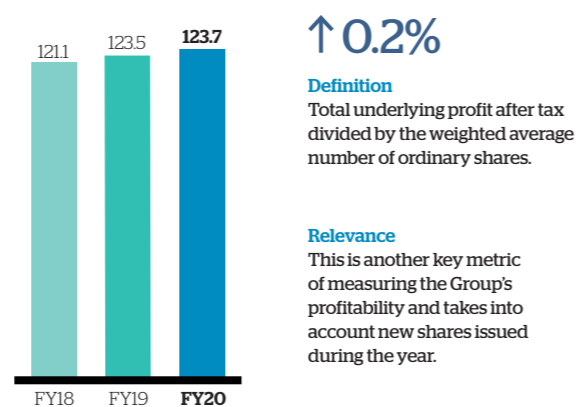 121.1
123.5
123.7
FY18
FY19
FY20
↑ 0.2%
Definition
Total underlying profit after tax
divided by the weighted average
number of ordinary shares.
Relevance
This is another key metric
of measuring the Group's
profitability and takes into
account new shares issued
during the year.